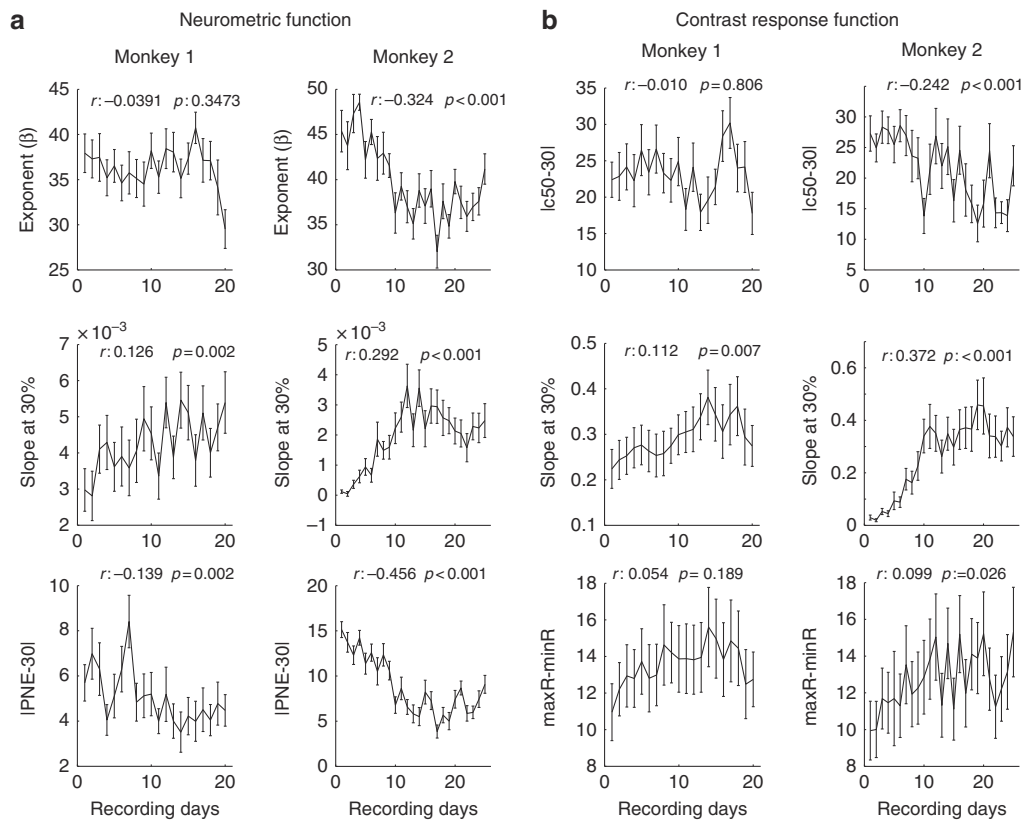 a Neurometric function
b Contrast response function
Monkey 1
Monkey 2
Monkey 1
Monkey 2
r:−0.0391 p:0.3473
Exponent (β)
45
40
35
30
25
0 10 20
r:−0.324 p<0.001
Exponent (β)
50
45
40
35
30
0 10 20
r:−0.010 p=0.806
|c50-30|
35
30
25
20
15
10
0 10 20
r:−0.242 p<0.001
|c50-30|
35
30
25
20
15
10
5
0 10 20
×10−3
r:0.126 p=0.002
Slope at 30%
7
6
5
4
3
2
0 10 20
×10−3
r:0.292 p<0.001
Slope at 30%
5
4
3
2
1
0
−1
0 10 20
r:0.112 p=0.007
Slope at 30%
0.5
0.4
0.3
0.2
0.1
0 10 20
r:0.372 p:<0.001
Slope at 30%
0.6
0.4
0.2
0
0 10 20
r:−0.139 p=0.002
|PNE-30|
10
8
6
4
2
0 10 20
Recording days
r:−0.456 p<0.001
|PNE-30|
20
15
10
5
0
0 10 20
Recording days
r: 0.054 p= 0.189
maxR-minR
18
16
14
12
10
8
0 10 20
Recording days
r: 0.099 p:=0.026
maxR-minR
18
16
14
12
10
8
0 10 20
Recording days